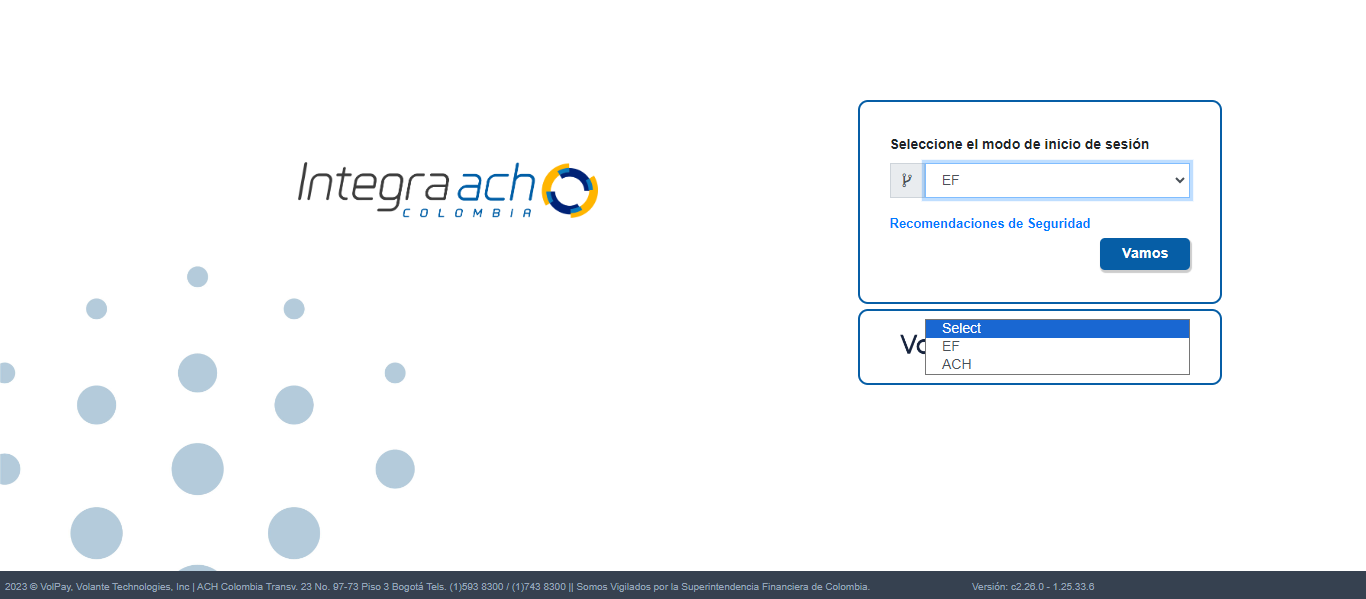 Integra ach
COLOMBIA
Seleccione el modo de inicio de sesión
EF
Recomendaciones de Seguridad
Vamos
Select
EF
ACH
2023 © VolPay, Volante Technologies, Inc | ACH Colombia Transv. 23 No. 97-73 Piso 3 Bogotá Tels. (1)593 8300 / (1)743 8300 || Somos Vigilados por la Superintendencia Financiera de Colombia. Versión: c2.26.0 - 1.25.33.6